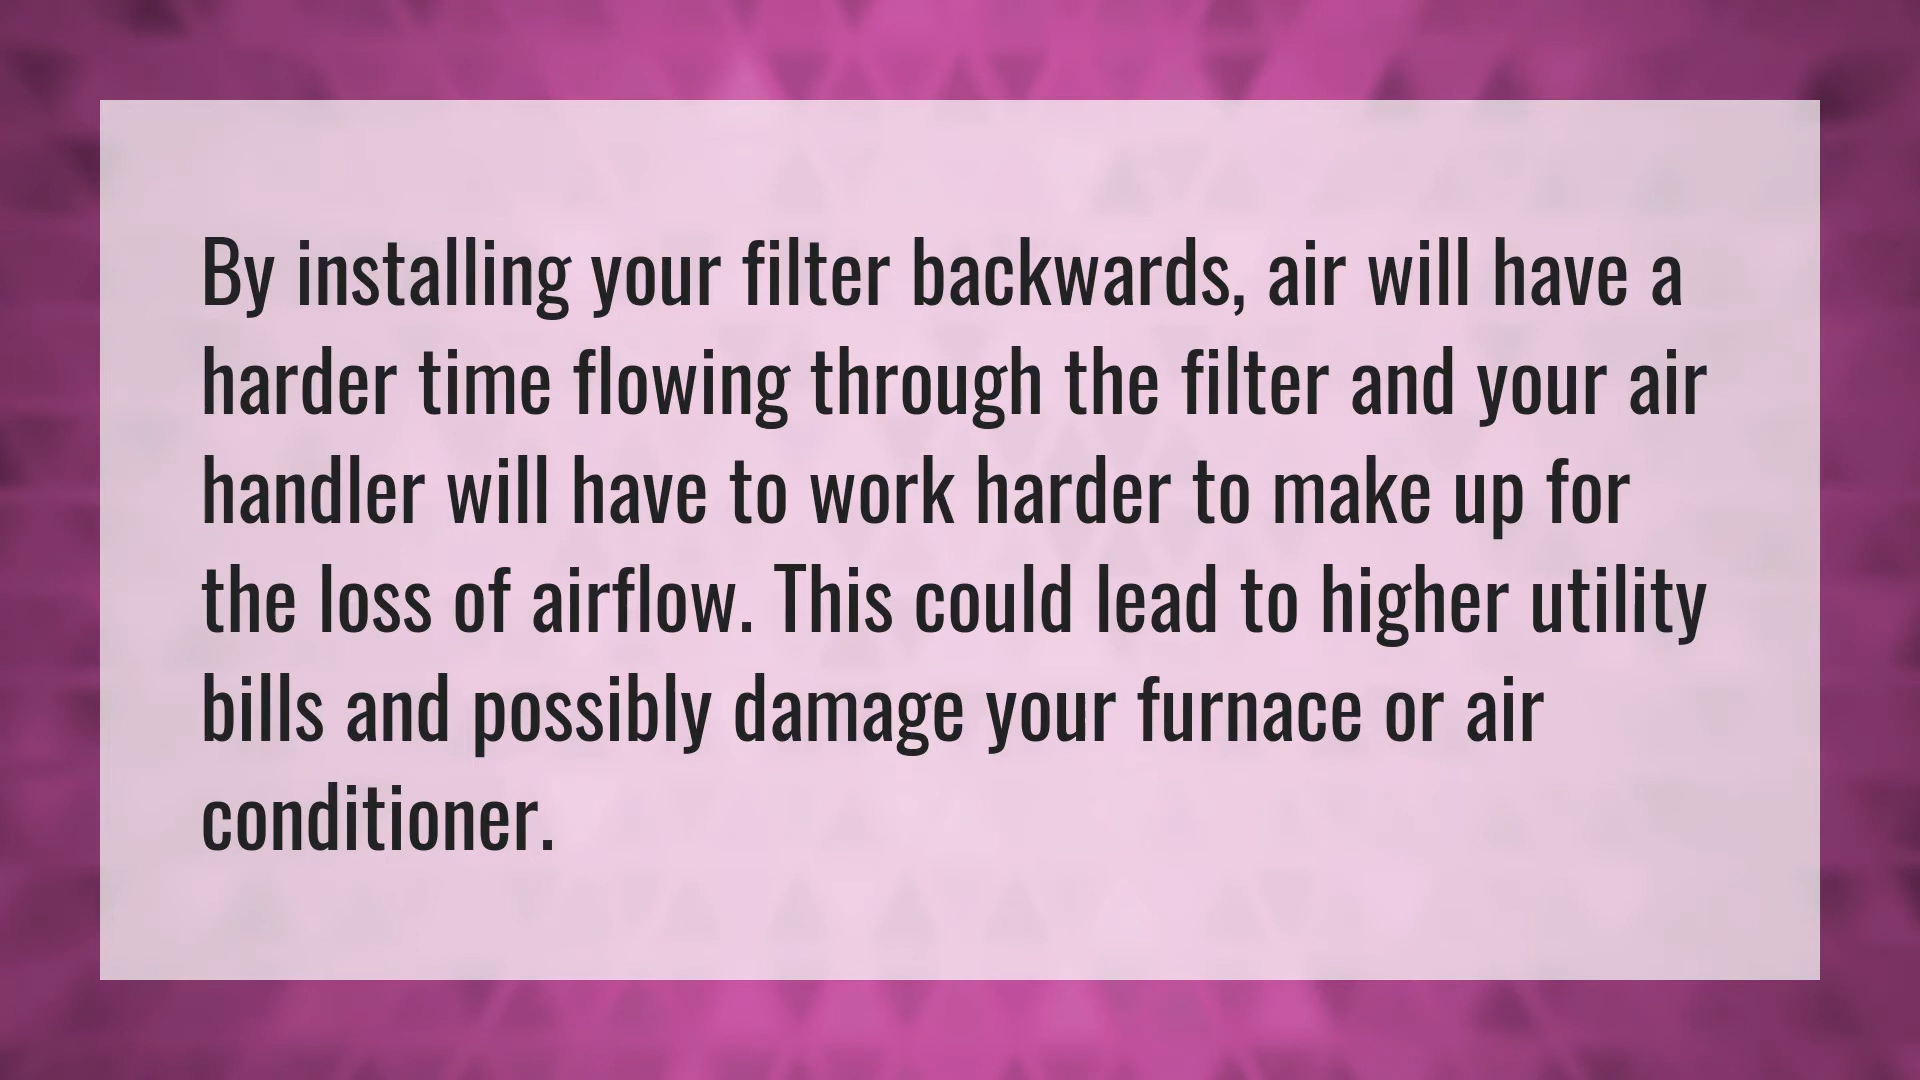 By installing your filter backwards, air will have a
harder time flowing through the filter and your air
handler will have to work harder to make up for
the loss of airflow. This could lead to higher utility
bills and possibly damage your furnace or air
conditioner.